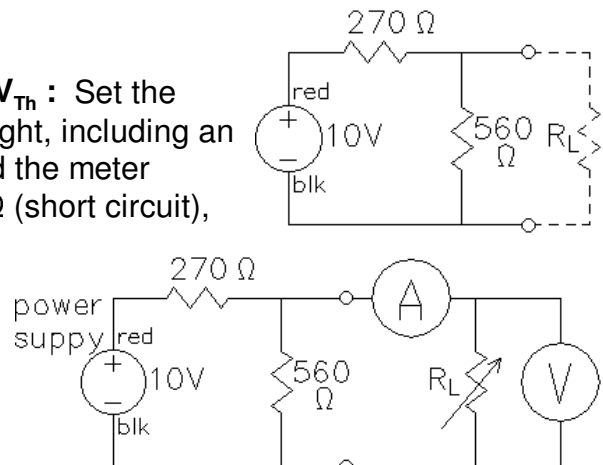 270 Ω
V_Th : Set the
red
ght, including an
+
10V
560
Ω
R_L
d the meter
−
blk
Ω (short circuit),
270 Ω
power
suppy
red
A
+
10V
560
Ω
R_L
V
−
blk